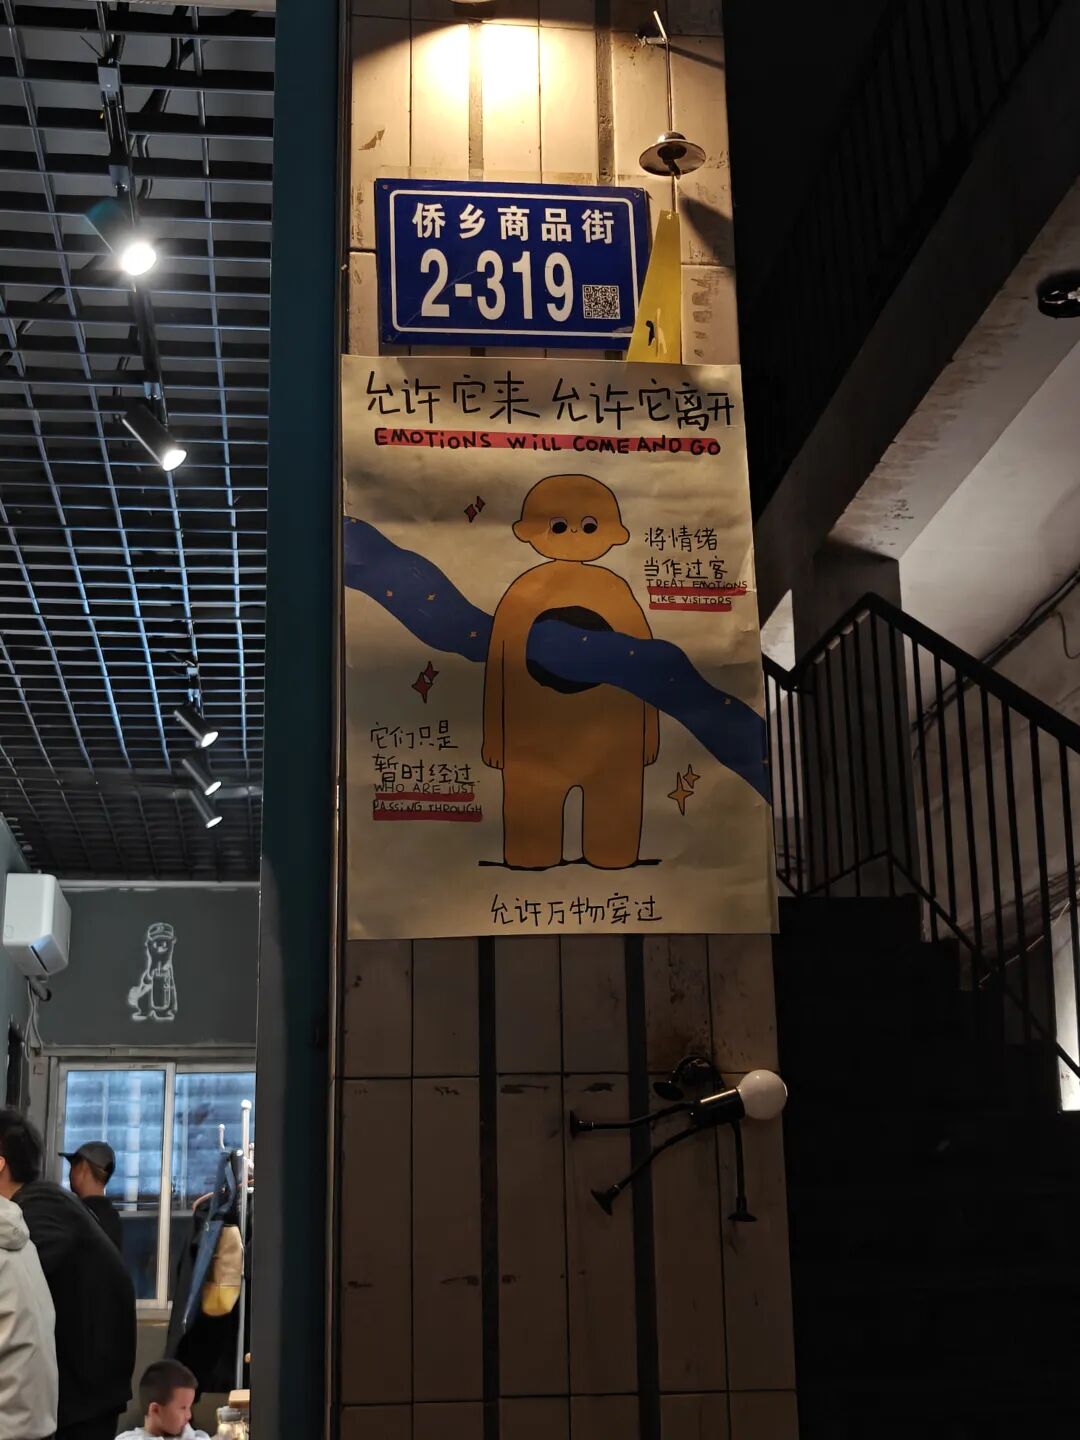 侨乡商品街
2-319
允许它来 允许它离开
EMOTIONS WILL COME AND GO
将情绪
当作过客
TREAT EMOTIONS
LIKE VISITORS
它们只是
暂时经过
WHO ARE JUST
PASSING THROUGH
允许万物穿过